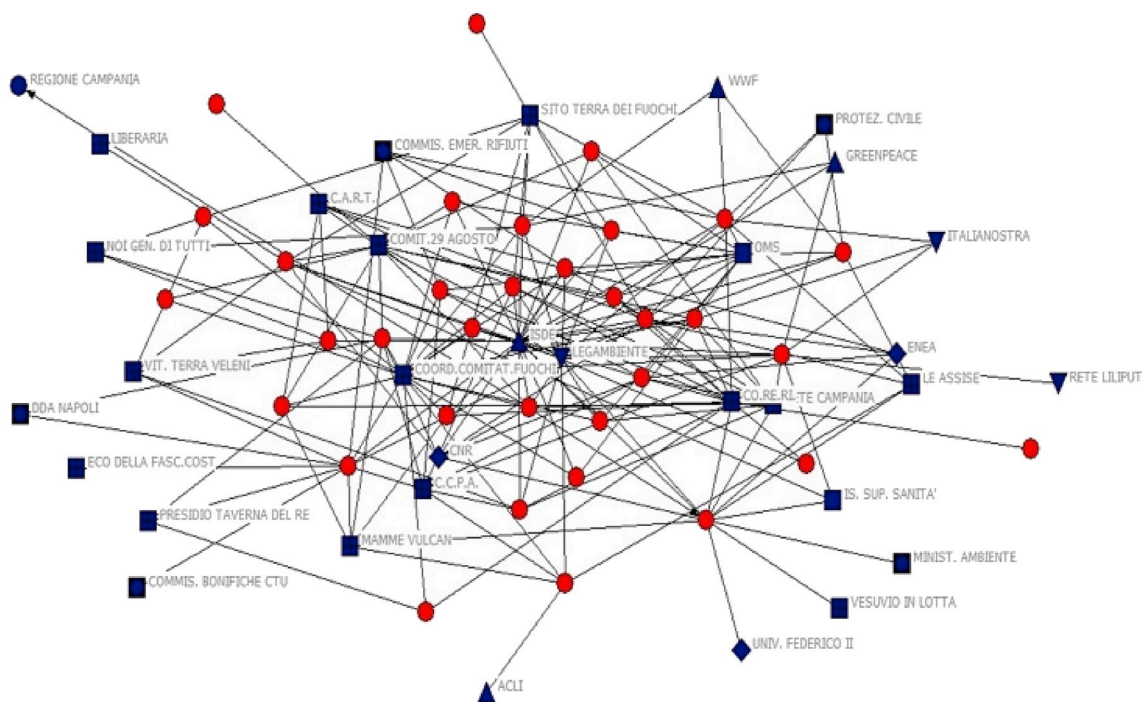 REGIONE CAMPANIA
WWF
SITO TERRA DEI FUOCHI
PROTEZ. CIVILE
LIBERARIA
COMMIS. EMER. RIFIUTI
GREENPEACE
C.A.R.T.
COMIT.29 AGOSTO
ITALIANOSTRA
NOI GEN. DI TUTTI
OMS
LEGAMBIENTE
ENEA
VIT. TERRA VELENI
COORD.COMITAT.FUOCHI
LE ASSISE
RETE LILIPUT
CO.RE.RI.
TE CAMPANIA
DDA NAPOLI
CNR
ECO DELLA FASC.COST
C.C.P.A.
IS. SUP. SANITA'
PRESIDIO TAVERNA DEL RE
MAMME VULCAN
MINIST. AMBIENTE
COMMIS. BONIFICHE CTU
VESUVIO IN LOTTA
UNIV. FEDERICO II
ACLI